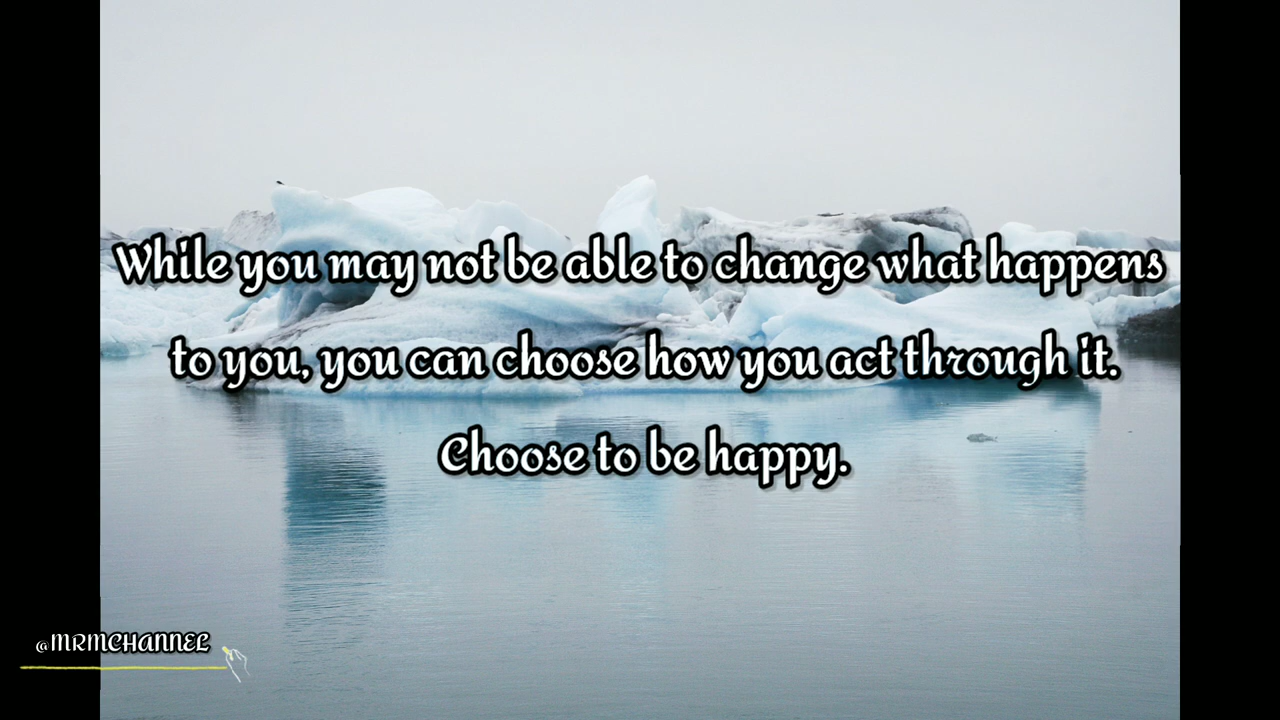 While you may not be able to change what happens
to you, you can choose how you act through it.
Choose to be happy.
@MRMCHANNEL